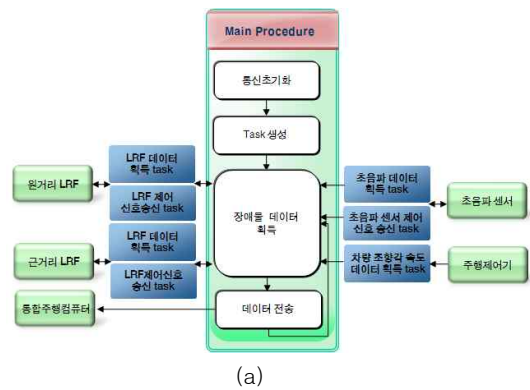 Main Procedure
통신초기화
Task 생성
LRF 데이터
획득 task
원거리 LRF
LRF 제어
신호송신 task
LRF 데이터
획득 task
근거리 LRF
LRF제어신호
송신 task
통합주행컴퓨터
장애물 데이터
획득
데이터 전송
초음파 데이터
획득 task
초음파 센서 제어
신호 송신 task
초음파 센서
차량 조향각 속도
데이터 획득 task
주행제어기
(a)